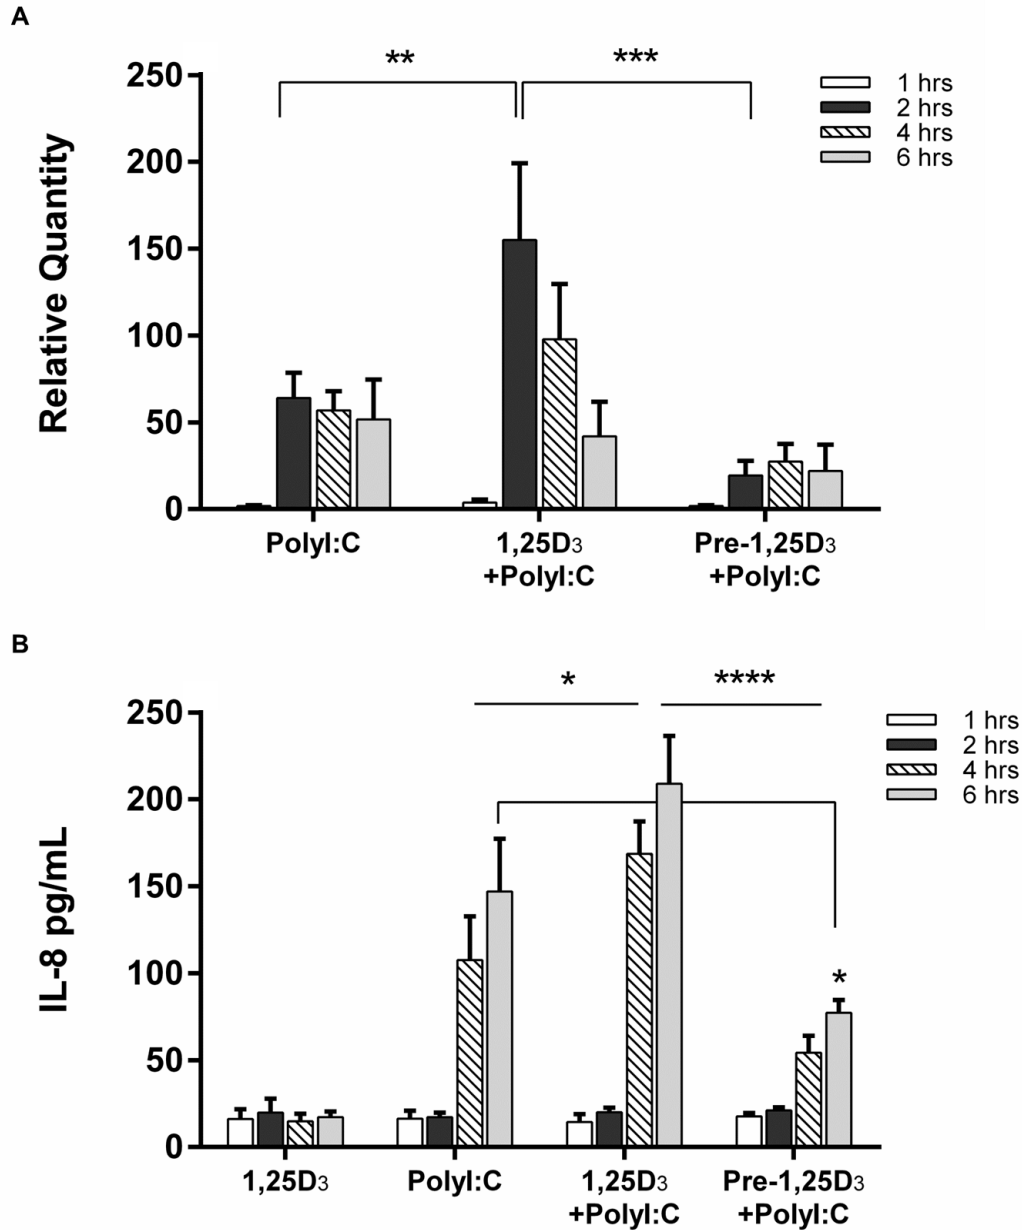 A
** ***
250
200
150
100
50
0
Relative Quantity
1 hrs
2 hrs
4 hrs
6 hrs
PolyI:C 1,25D3 Pre-1,25D3
+PolyI:C +PolyI:C
B
* ****
250
200
150
100
50
0
IL-8 pg/mL
1 hrs
2 hrs
4 hrs
6 hrs
*
1,25D3 PolyI:C 1,25D3 Pre-1,25D3
+PolyI:C +PolyI:C